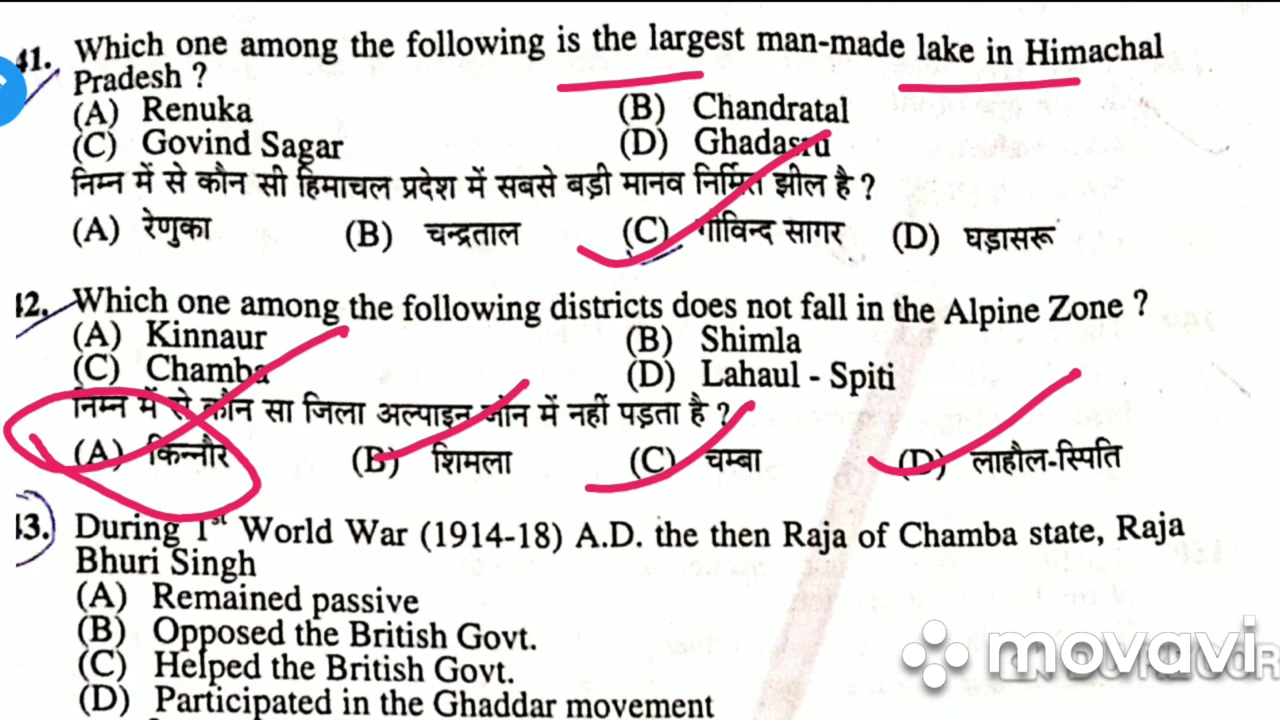 41. Which one among the following is the largest man-made lake in Himachal
Pradesh ?
(A) Renuka (B) Chandratal
(C) Govind Sagar (D) Ghadasru
निम्न में से कौन सी हिमाचल प्रदेश में सबसे बड़ी मानव निर्मित झील है ?
(A) रेणुका (B) चन्द्रताल (C) गोविन्द सागर (D) घड़ासरू
42. Which one among the following districts does not fall in the Alpine Zone ?
(A) Kinnaur (B) Shimla
(C) Chamba (D) Lahaul - Spiti
निम्न में से कौन सा जिला अल्पाइन जोन में नहीं पड़ता है ?
(A) किन्नौर (B) शिमला (C) चम्बा (D) लाहौल-स्पिति
43. During 1st World War (1914-18) A.D. the then Raja of Chamba state, Raja
Bhuri Singh
(A) Remained passive
(B) Opposed the British Govt.
(C) Helped the British Govt.
(D) Participated in the Ghaddar movement
movavi